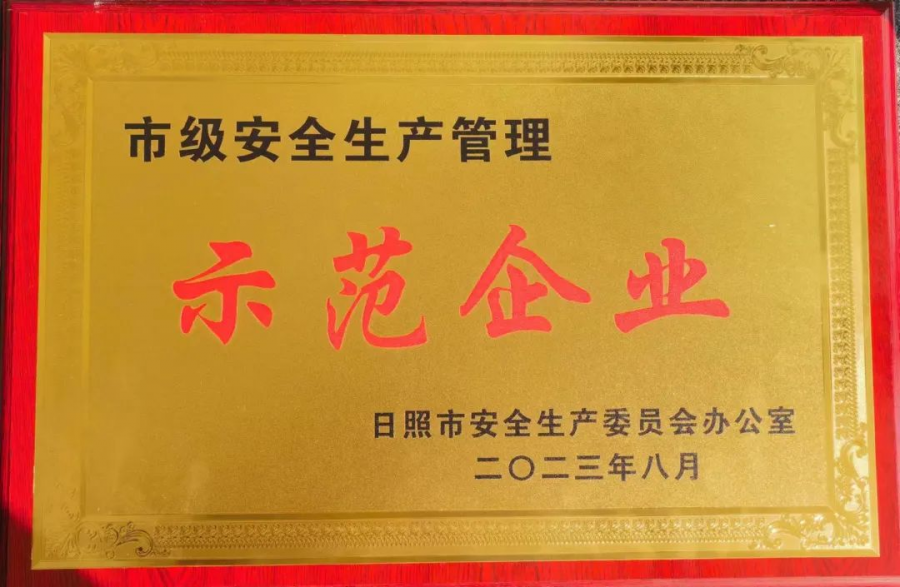 市级安全生产管理
示范企业
日照市安全生产委员会办公室
二〇二三年八月